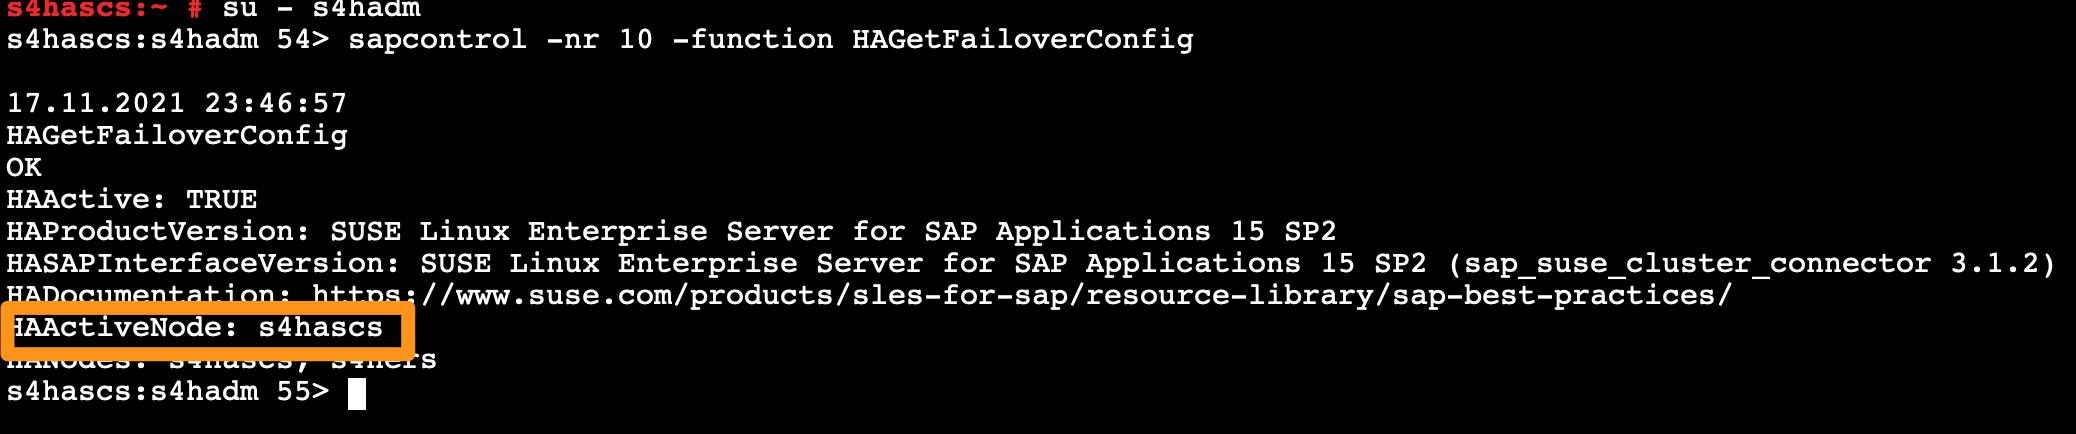 s4hascs:~ # su - s4hadm
s4hascs:s4hadm 54> sapcontrol -nr 10 -function HAGetFailoverConfig
17.11.2021 23:46:57
HAGetFailoverConfig
OK
HAActive: TRUE
HAProductVersion: SUSE Linux Enterprise Server for SAP Applications 15 SP2
HASAPInterfaceVersion: SUSE Linux Enterprise Server for SAP Applications 15 SP2 (sap_suse_cluster_connector 3.1.2)
HADocumentation: https://www.suse.com/products/sles-for-sap/resource-library/sap-best-practices/
HAActiveNode: s4hascs
HANodes: s4hascs, s4hers
s4hascs:s4hadm 55>